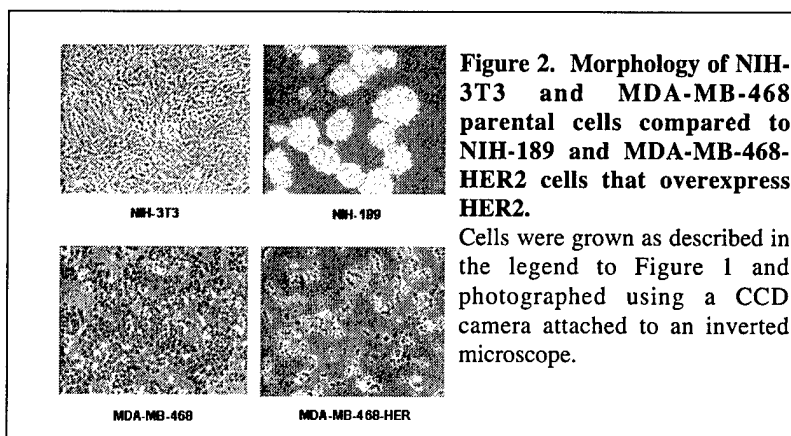 Figure 2. Morphology of NIH-
3T3 and MDA-MB-468
parental cells compared to
NIH-189 and MDA-MB-468-
HER2 cells that overexpress
HER2.
Cells were grown as described in
the legend to Figure 1 and
photographed using a CCD
camera attached to an inverted
microscope.
NIH-3T3
NIH-189
MDA-MB-468
MDA-MB-468-HER